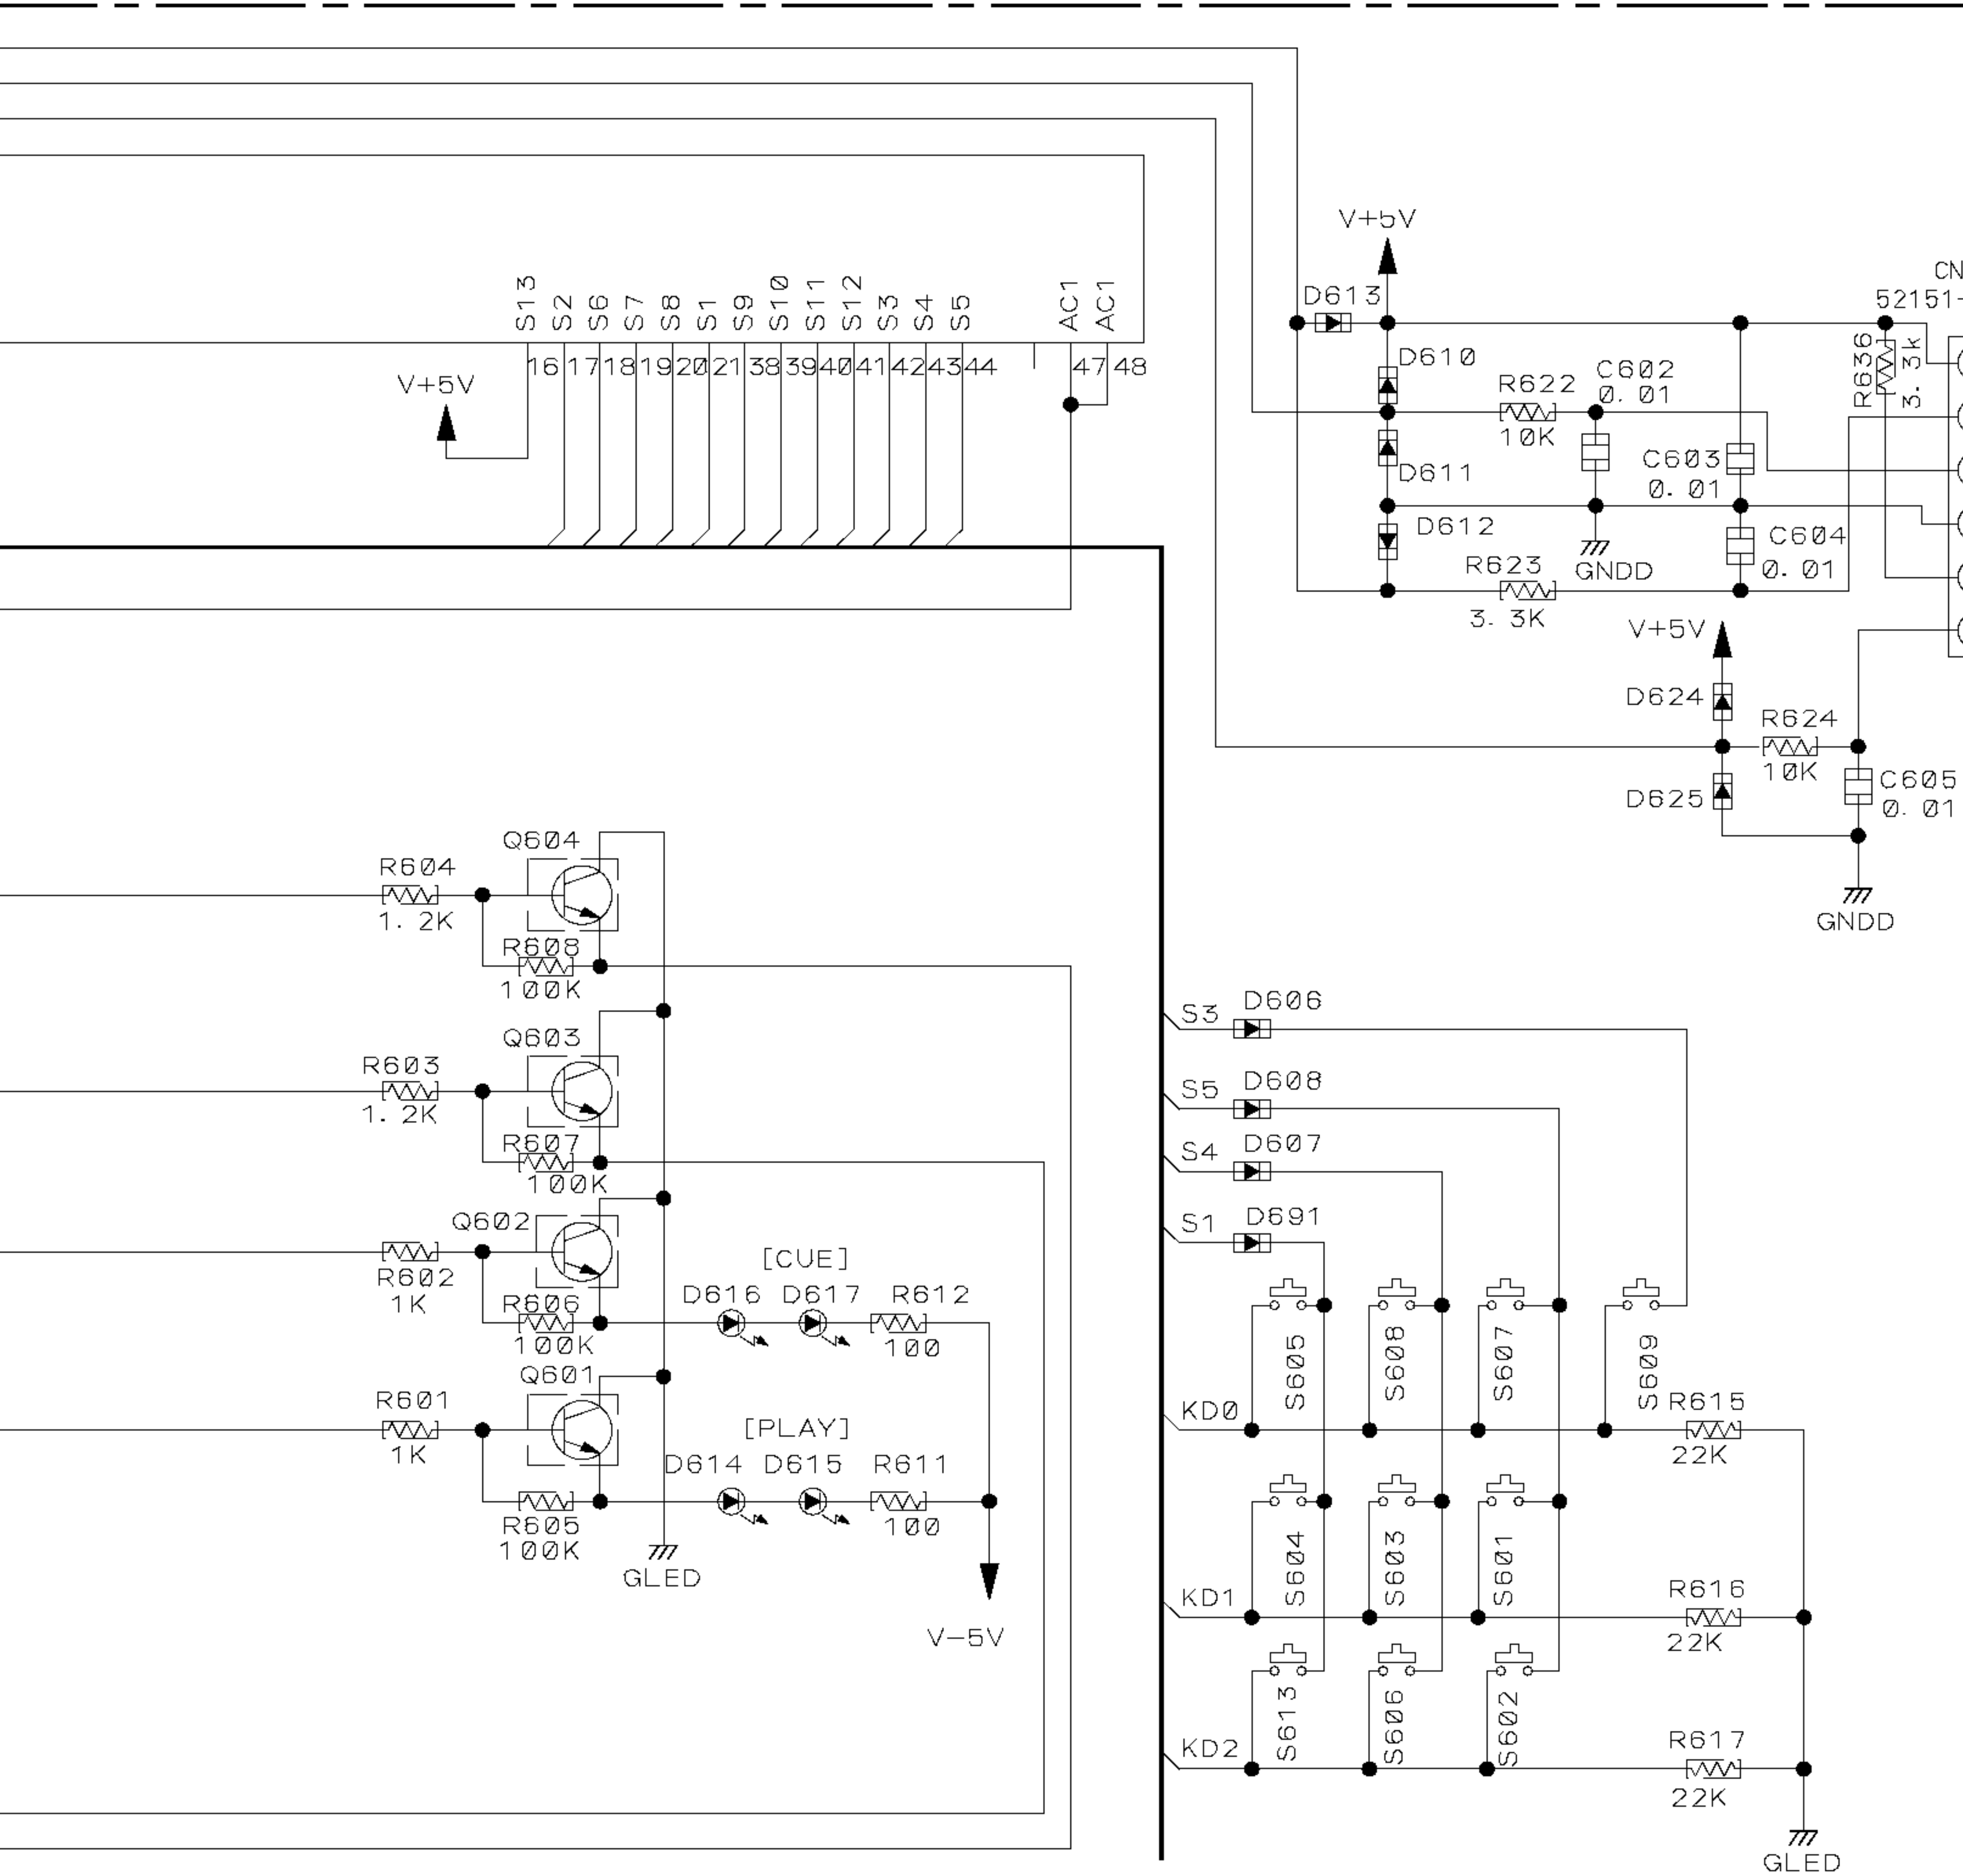 V+5V
CN
D613
52151-
S13 S2 S6 S7 S8 S1 S9 S10 S11 S12 S3 S4 S5 AC1 AC1
16 17 18 19 20 21 38 39 40 41 42 43 44 47 48
V+5V
D610
R636
3.3k
R622
10K
C602
0.01
D611
C603
0.01
D612
C604
0.01
R623
3.3K
GNDD
V+5V
D624
R624
10K
D625
C605
0.01
GNDD
Q604
R604
1.2K
R608
100K
Q603
R603
1.2K
R607
100K
Q602
R602
1K
R606
100K
[CUE]
D616 D617 R612
100
Q601
R601
1K
R605
100K
[PLAY]
D614 D615 R611
100
GLED
V-5V
S3 D606
S5 D608
S4 D607
S1 D691
S605 S608 S607 S609
KD0
R615
22K
S604 S603 S601
KD1
R616
22K
S613 S606 S602
KD2
R617
22K
GLED